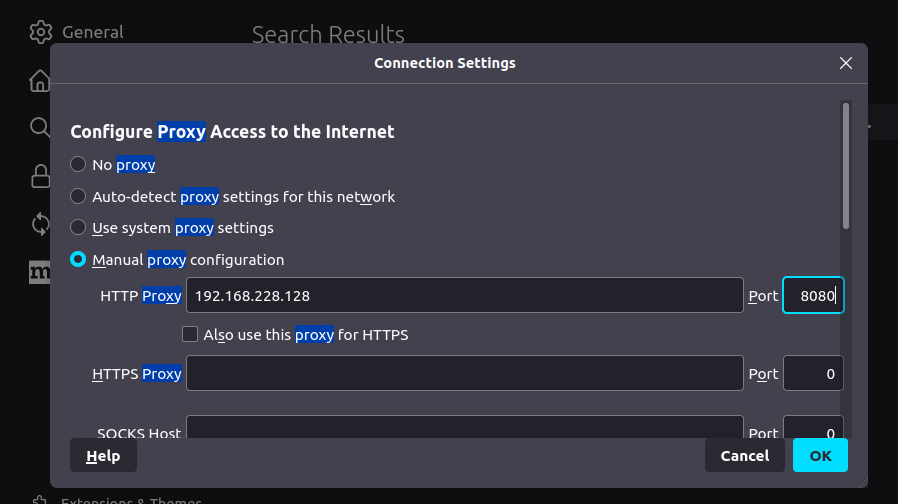 General
Search Results
Connection Settings
Configure Proxy Access to the Internet
No proxy
Auto-detect proxy settings for this network
Use system proxy settings
Manual proxy configuration
HTTP Proxy 192.168.228.128 Port 8080
Also use this proxy for HTTPS
HTTPS Proxy Port 0
SOCKS Host Port 0
Help Cancel OK
Extensions & Themes